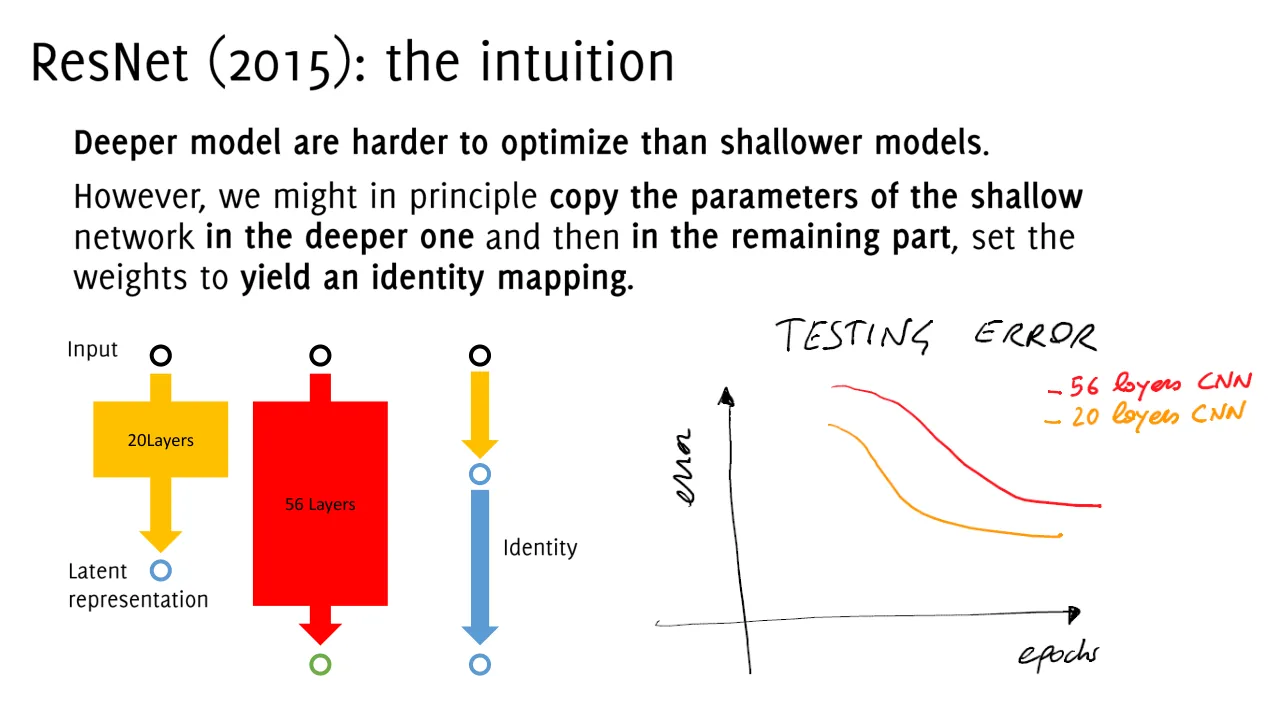 ResNet (2015): the intuition
Deeper model are harder to optimize than shallower models.
However, we might in principle copy the parameters of the shallow
network in the deeper one and then in the remaining part, set the
weights to yield an identity mapping.
Input
20Layers
56 Layers
Identity
Latent
representation
TESTING ERROR
- 56 layers CNN
- 20 layers CNN
error
epochs